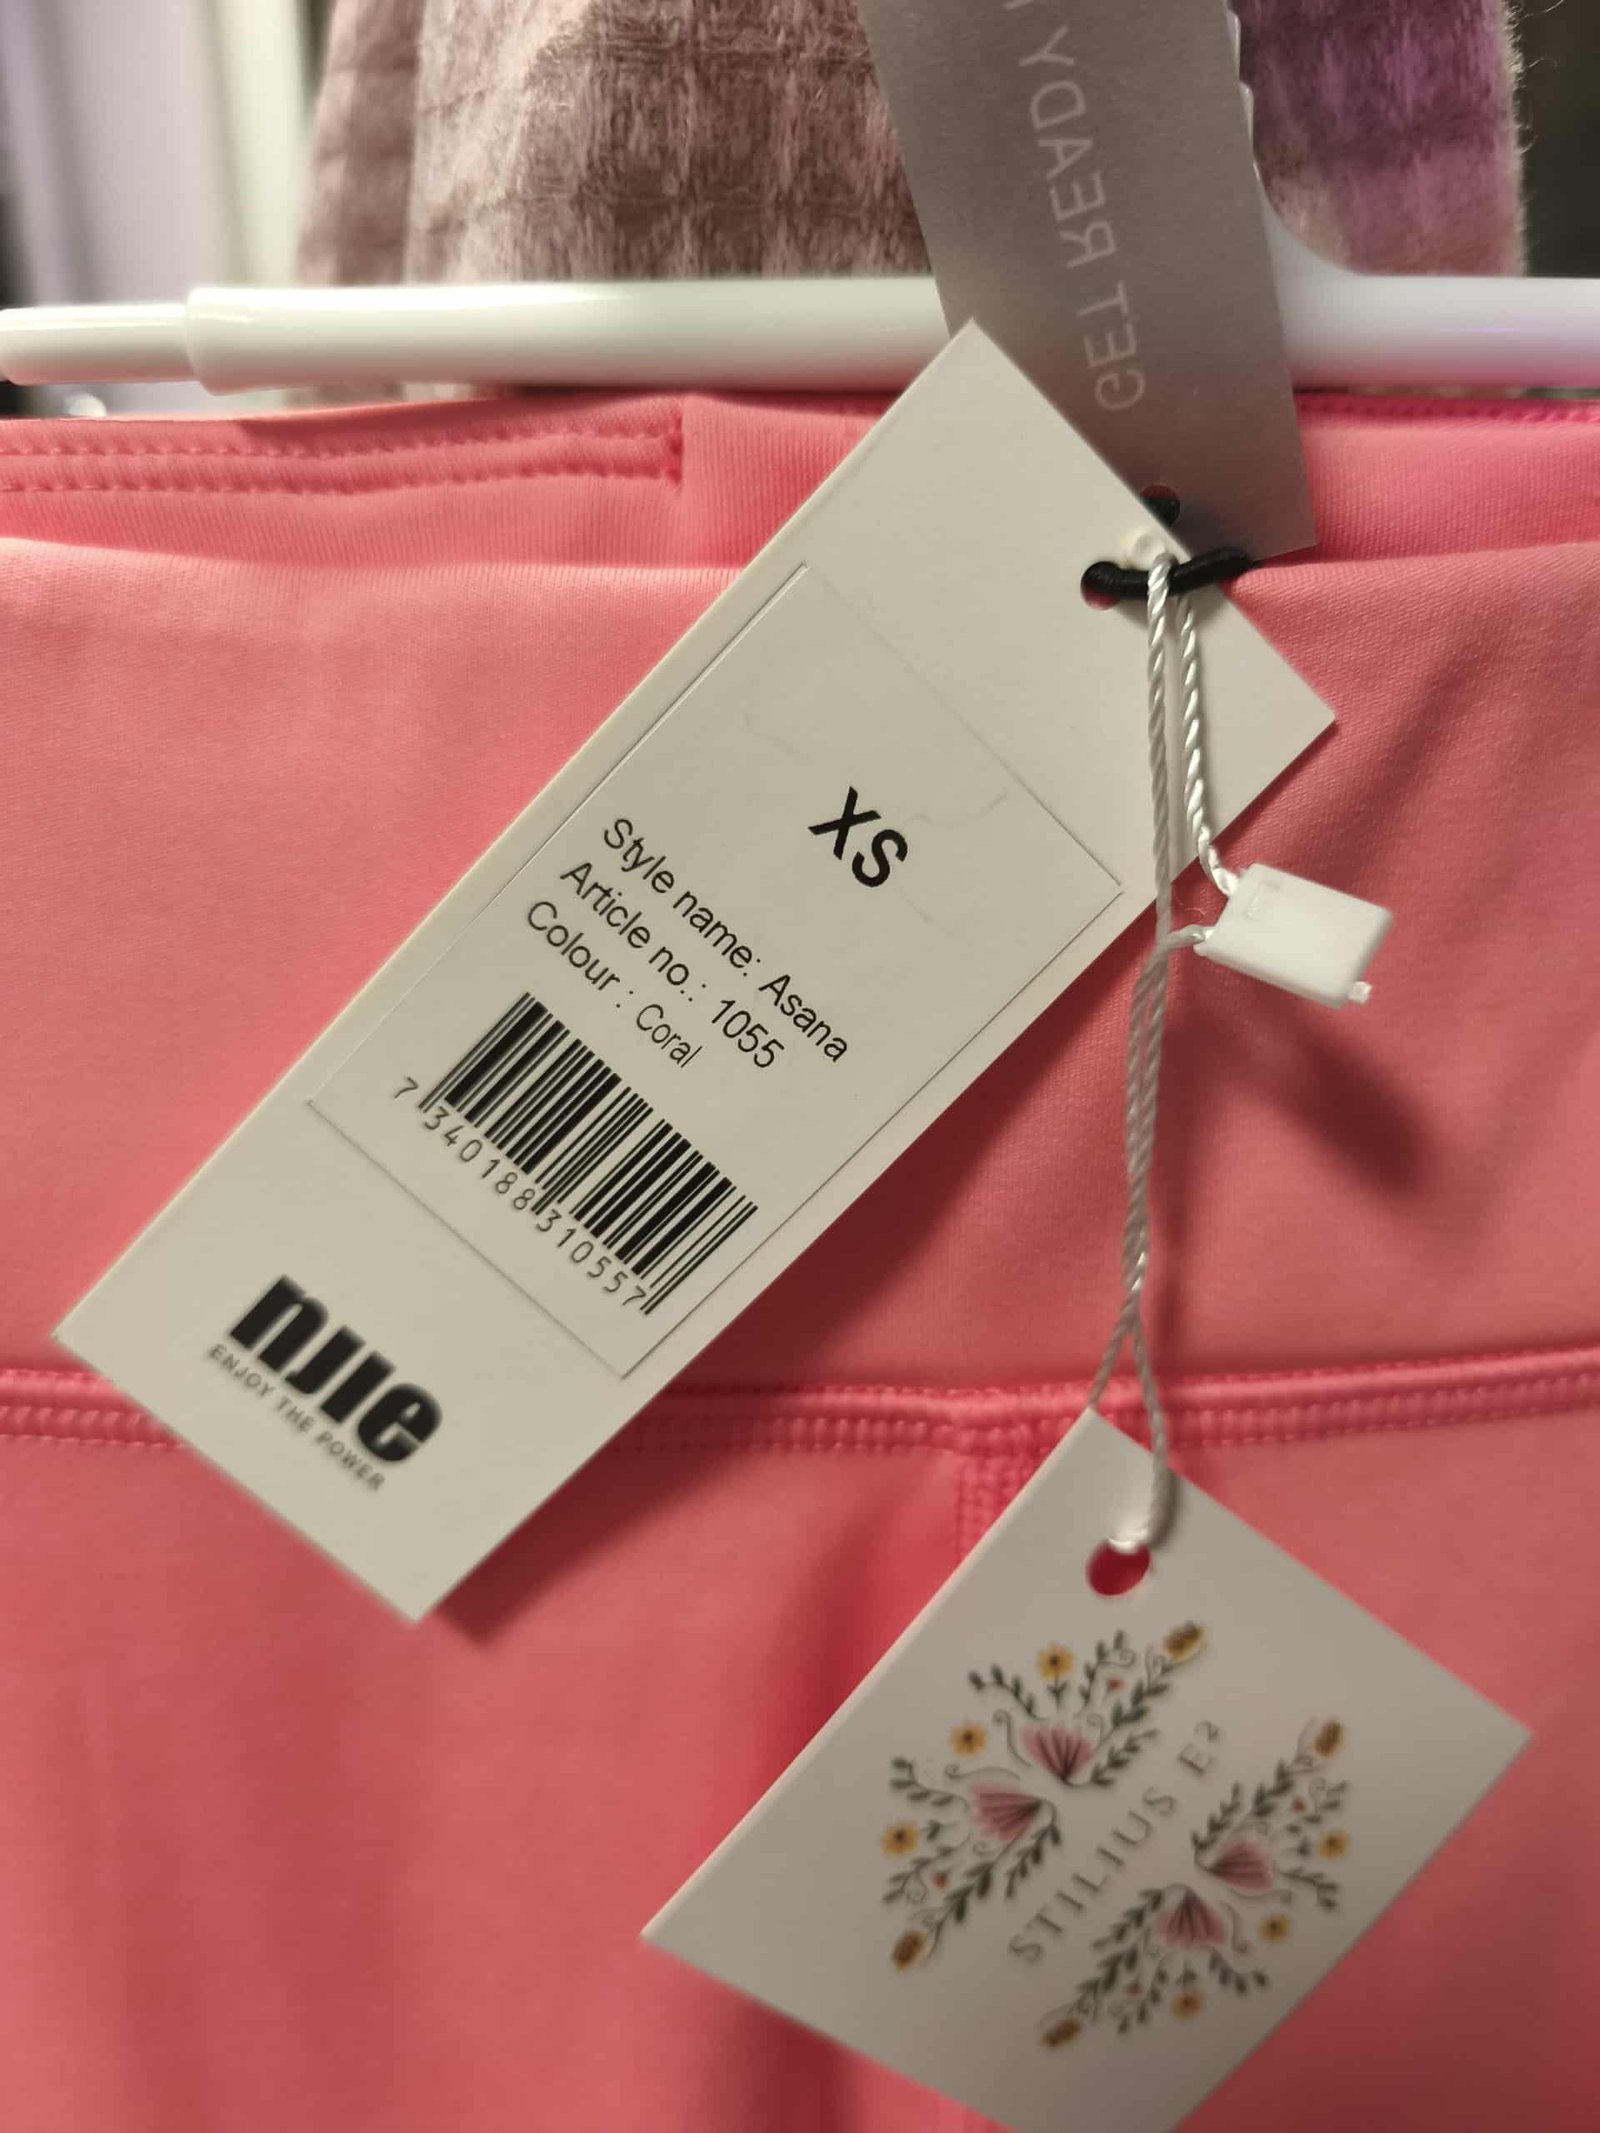 GET READY
XS
Style name: Asana
Article no.: 1055
Colour : Coral
7 340188 310557
njie
ENJOY THE POWER
STILIUS E²